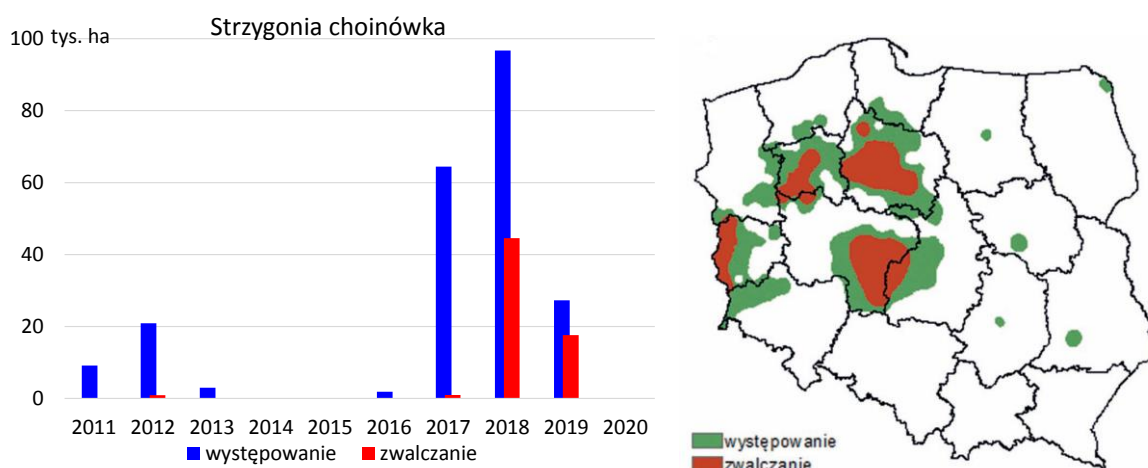 Strzygonia choinówka
100 tys. ha
80
60
40
20
0
2011 2012 2013 2014 2015 2016 2017 2018 2019 2020
występowanie zwalczanie
występowanie
zwalczanie